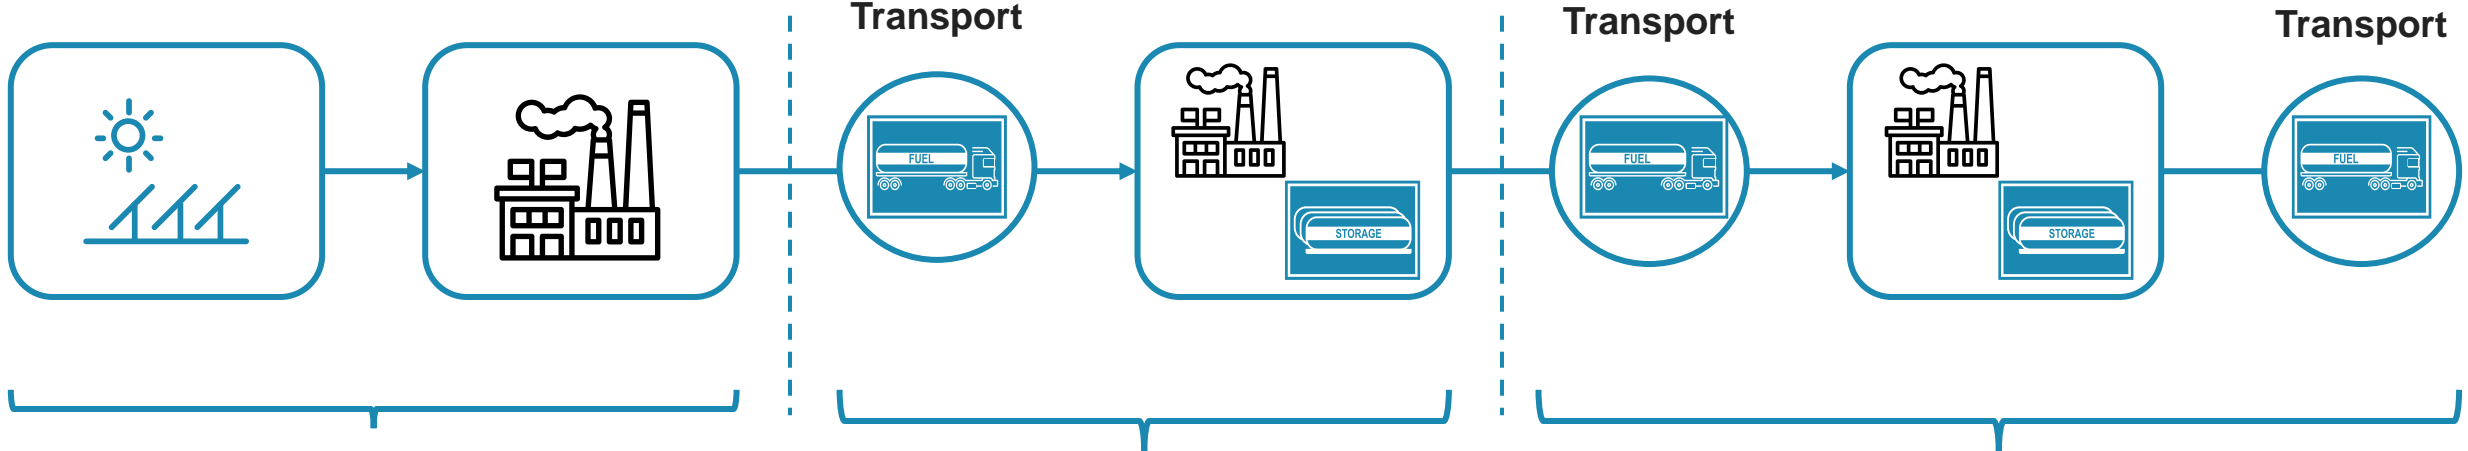 Transport
Transport
Transport
FUEL
STORAGE
FUEL
STORAGE
FUEL